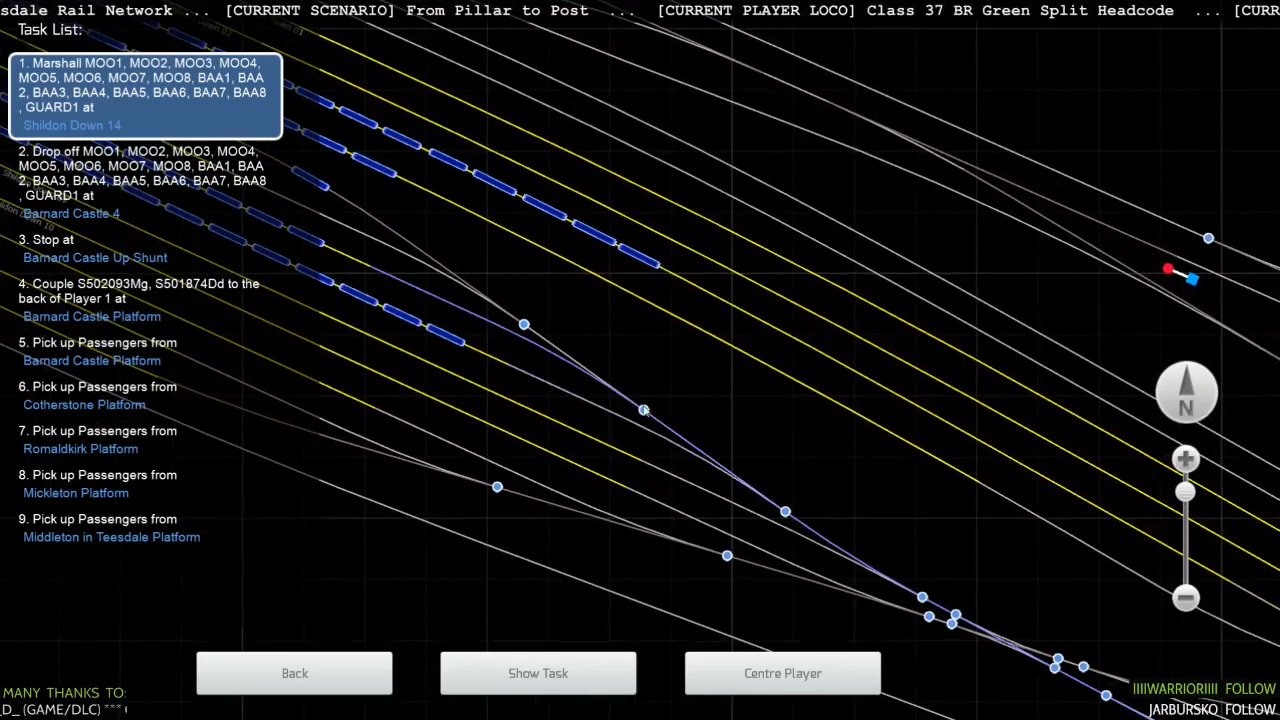 sdale Rail Network ... [CURRENT SCENARIO] From Pillar to Post ... [CURRENT PLAYER LOCO] Class 37 BR Green Split Headcode ... [CURR
Task List:
1. Marshall MOO1, MOO2, MOO3, MOO4,
MOO5, MOO6, MOO7, MOO8, BAA1, BAA
2, BAA3, BAA4, BAA5, BAA6, BAA7, BAA8
, GUARD1 at
Shildon Down 14
2. Drop off MOO1, MOO2, MOO3, MOO4,
MOO5, MOO6, MOO7, MOO8, BAA1, BAA
2, BAA3, BAA4, BAA5, BAA6, BAA7, BAA8
, GUARD1 at
Barnard Castle 4
3. Stop at
Barnard Castle Up Shunt
4. Couple S502093Mg, S501874Dd to the
back of Player 1 at
Barnard Castle Platform
5. Pick up Passengers from
Barnard Castle Platform
6. Pick up Passengers from
Cotherstone Platform
7. Pick up Passengers from
Romaldkirk Platform
8. Pick up Passengers from
Mickleton Platform
9. Pick up Passengers from
Middleton in Teesdale Platform
N
Back
Show Task
Centre Player
MANY THANKS TO:
_D_ (GAME/DLC) ***
IIIIWARRIORIIII FOLLOW
JARBURSKO FOLLOW